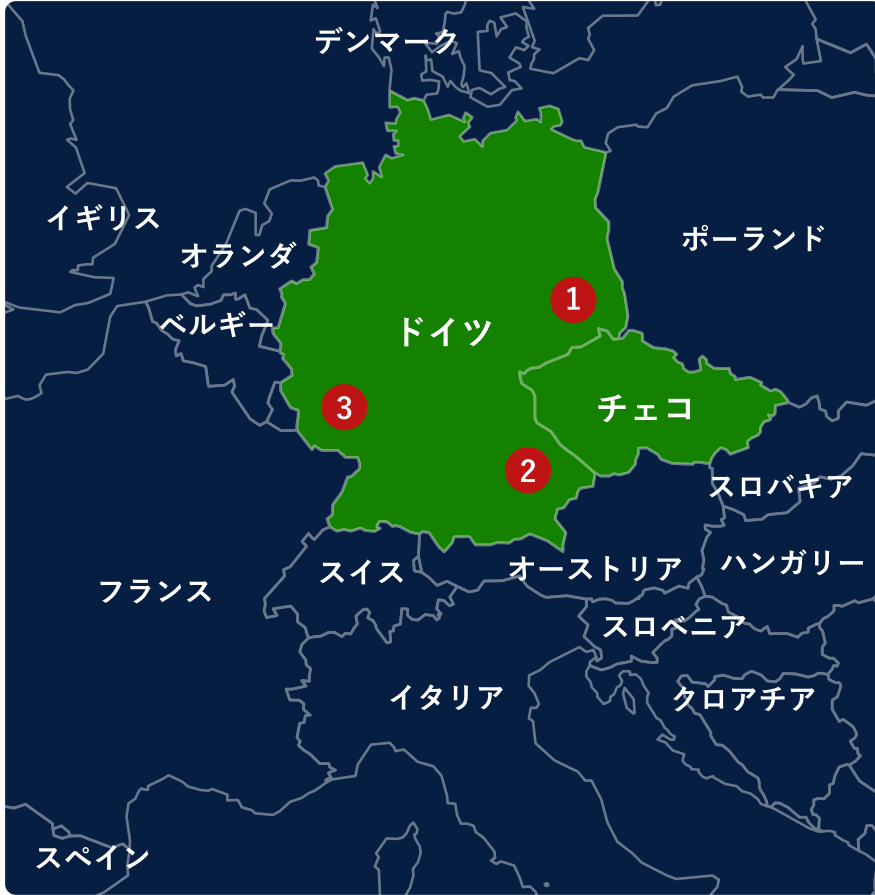 デンマーク
イギリス
オランダ
ポーランド
1
ベルギー
ドイツ
3
チェコ
2
スロバキア
フランス
スイス
オーストリア
ハンガリー
スロベニア
イタリア
クロアチア
スペイン